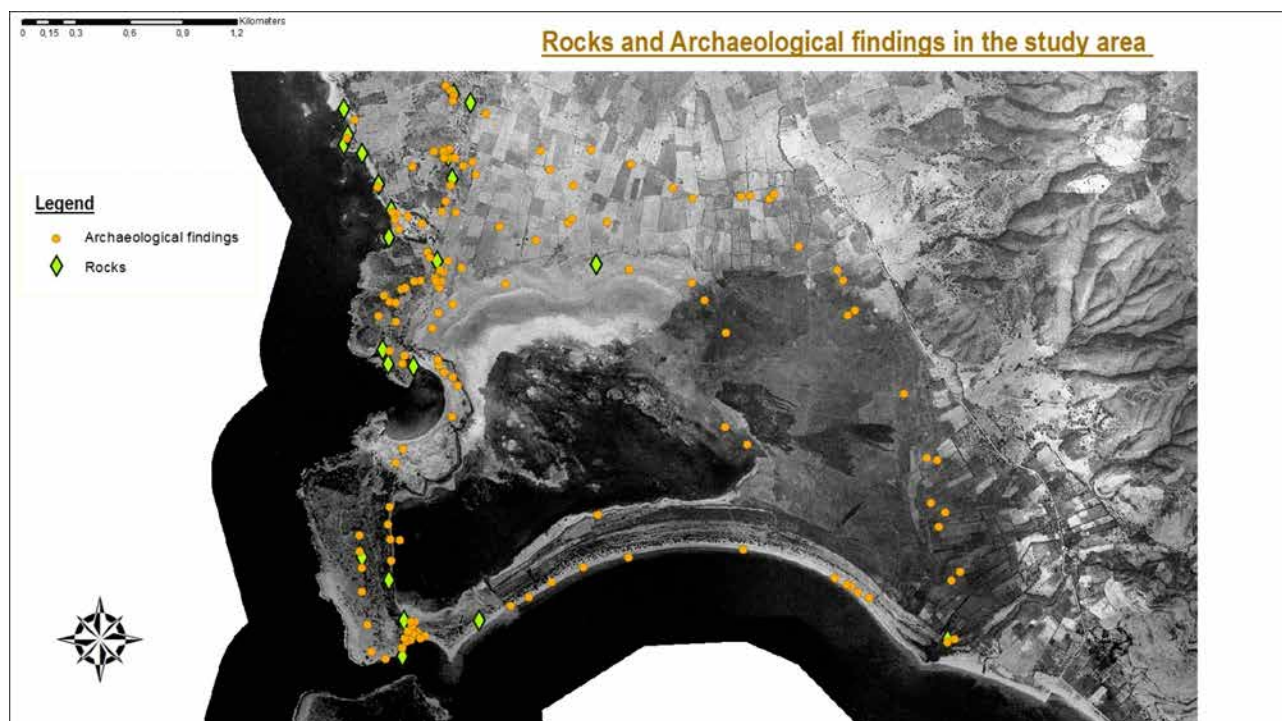 Kilometers
0 0,15 0,3 0,6 0,9 1,2
Rocks and Archaeological findings in the study area
Legend
Archaeological findings
Rocks